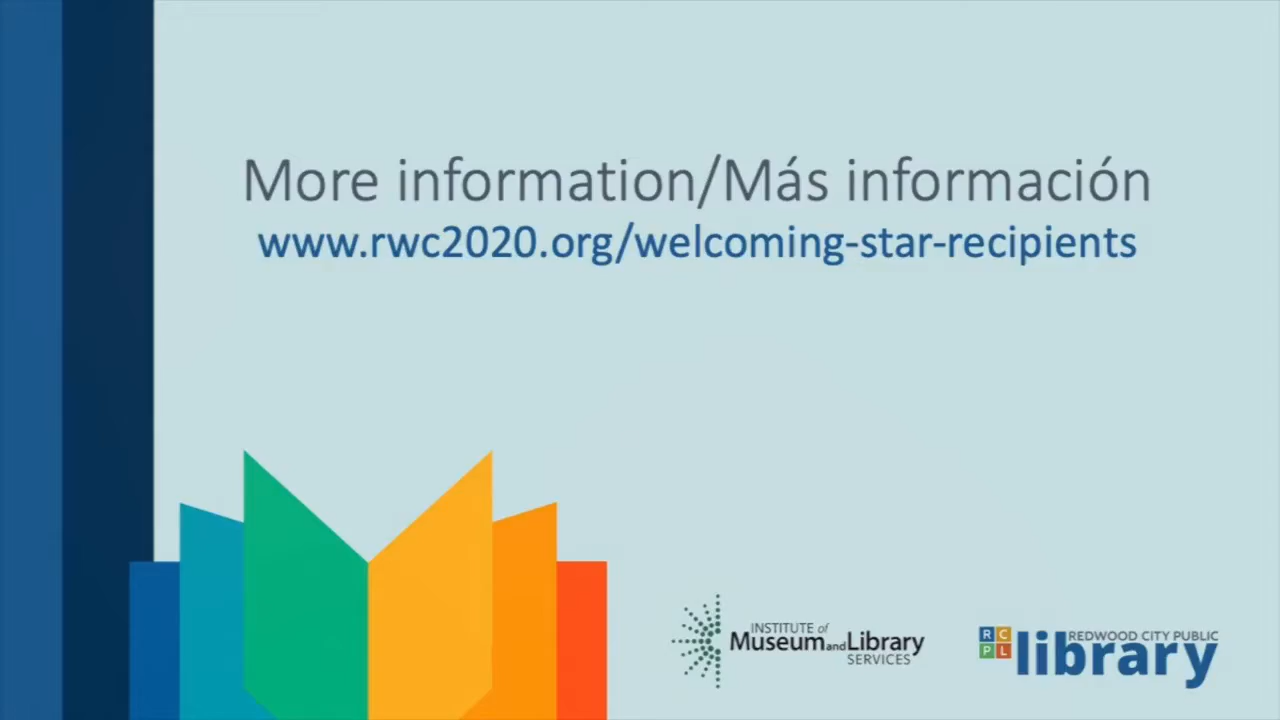 More information/Más información
www.rwc2020.org/welcoming-star-recipients
INSTITUTE of
Museum and Library
SERVICES
R C
P L
REDWOOD CITY PUBLIC
library